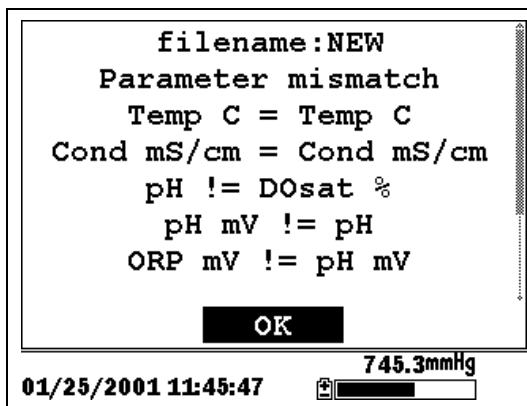 filename:NEW
Parameter mismatch
Temp C = Temp C
Cond mS/cm = Cond mS/cm
pH != DOsat %
pH mV != pH
ORP mV != pH mV
OK
745.3mmHg
01/25/2001 11:45:47